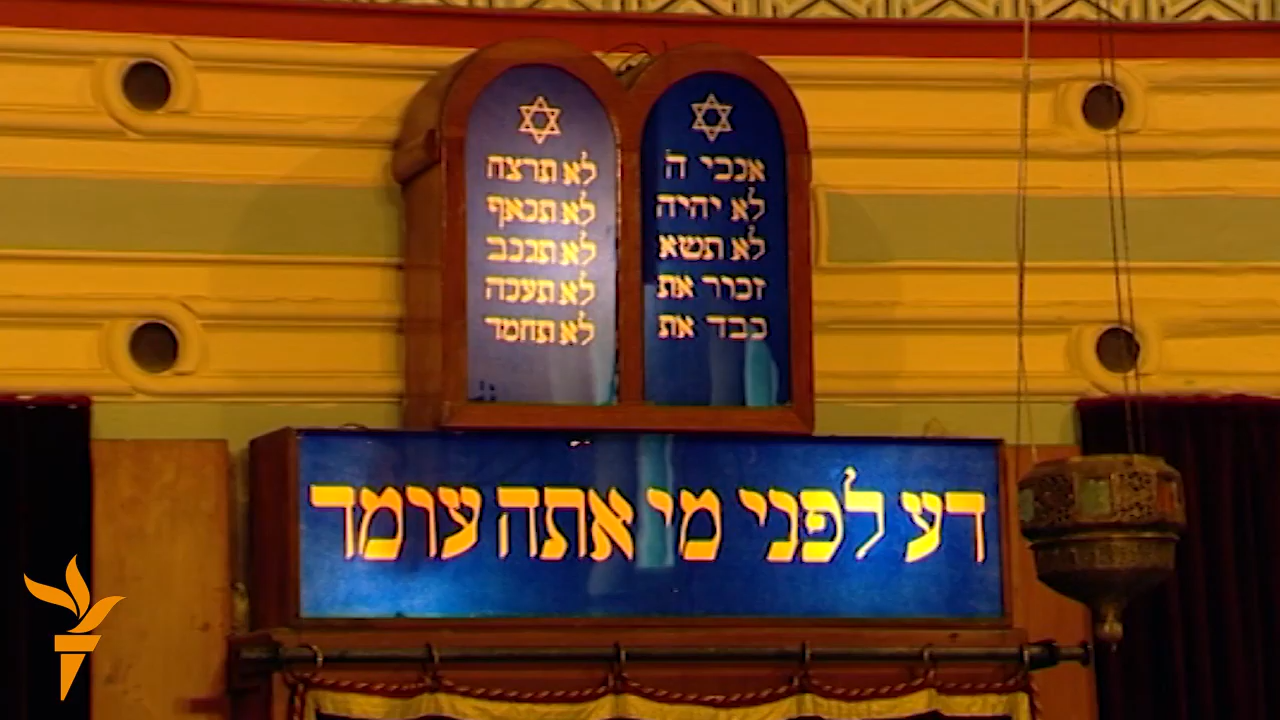 אנכי ה
לא יהיה
לא תשא
זכור את
כבד את
לא תרצח
לא תנאף
לא תגנב
לא תענה
לא תחמד
דע לפני מי אתה עומד